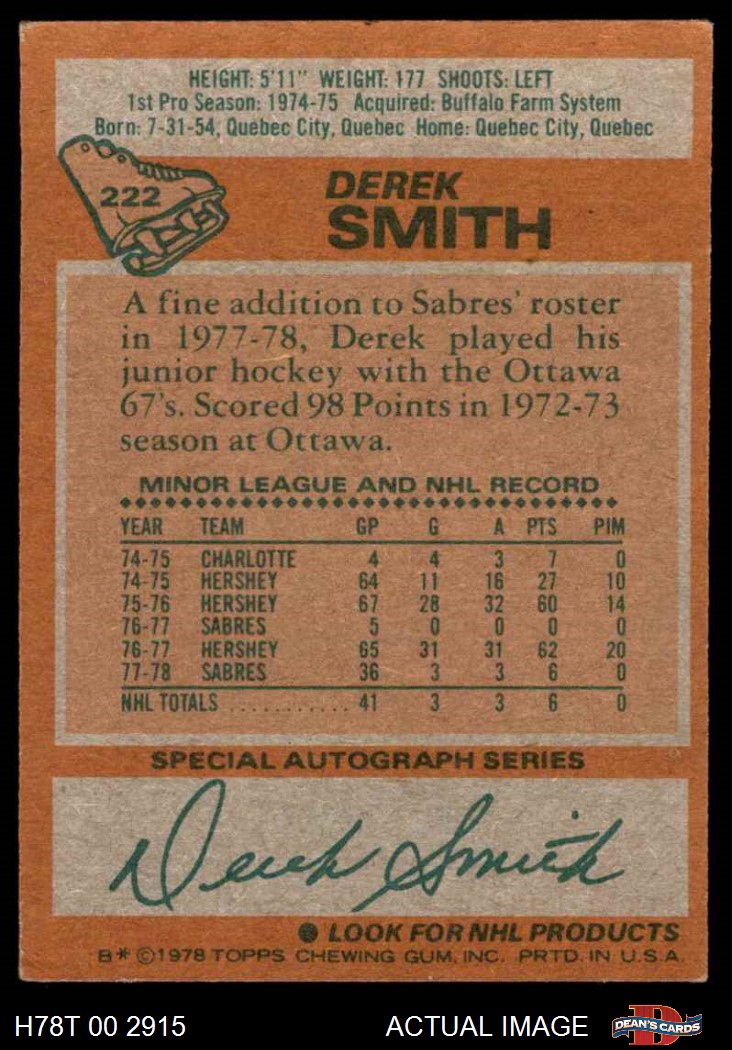 HEIGHT: 5'11" WEIGHT: 177 SHOOTS: LEFT
1st Pro Season: 1974-75 Acquired: Buffalo Farm System
Born: 7-31-54, Quebec City, Quebec Home: Quebec City, Quebec
222
DEREK
SMITH
A fine addition to Sabres' roster
in 1977-78, Derek played his
junior hockey with the Ottawa
67's. Scored 98 Points in 1972-73
season at Ottawa.
MINOR LEAGUE AND NHL RECORD
YEAR TEAM GP G A PTS PIM
74-75 CHARLOTTE 4 4 3 7 0
74-75 HERSHEY 64 11 16 27 10
75-76 HERSHEY 67 28 32 60 14
76-77 SABRES 5 0 0 0 0
76-77 HERSHEY 65 31 31 62 20
77-78 SABRES 36 3 3 6 0
NHL TOTALS ............ 41 3 3 6 0
SPECIAL AUTOGRAPH SERIES
Derek Smith
● LOOK FOR NHL PRODUCTS
B* ©1978 TOPPS CHEWING GUM, INC. PRTD. IN U.S.A.
H78T 00 2915 ACTUAL IMAGE
D DEAN'S CARDS